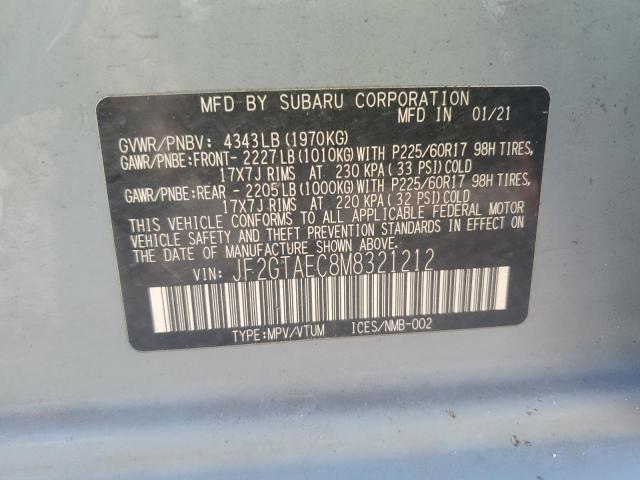 MFD BY SUBARU CORPORATION
MFD IN 01/21
GVWR/PNBV: 4343LB(1970KG)
GAWR/PNBE:FRONT- 2227LB(1010KG)WITH P225/60R17 98H TIRES,
17X7J RIMS AT 230 KPA( 33 PSI)COLD
GAWR/PNBE:REAR - 2205LB(1000KG)WITH P225/60R17 98H TIRES,
17X7J RIMS AT 220 KPA( 32 PSI)COLD
THIS VEHICLE CONFORMS TO ALL APPLICABLE FEDERAL MOTOR
VEHICLE SAFETY AND THEFT PREVENTION STANDARDS IN EFFECT ON
THE DATE OF MANUFACTURE SHOWN ABOVE.
VIN: JF2GTAEC8M8321212
TYPE:MPV/VTUM ICES/NMB-002